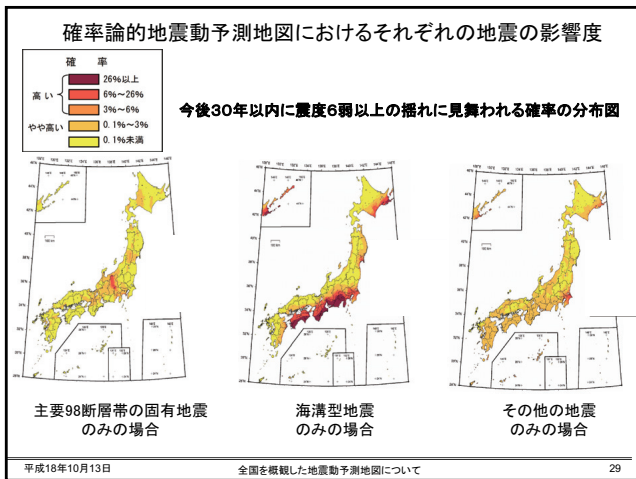 確率論的地震動予測地図におけるそれぞれの地震の影響度
確 率
高い
26%以上
6%~26%
3%~6%
やや高い
0.1%~3%
0.1%未満
今後30年以内に震度6弱以上の揺れに見舞われる確率の分布図
主要98断層帯の固有地震
のみの場合
海溝型地震
のみの場合
その他の地震
のみの場合
平成18年10月13日
全国を概観した地震動予測地図について
29